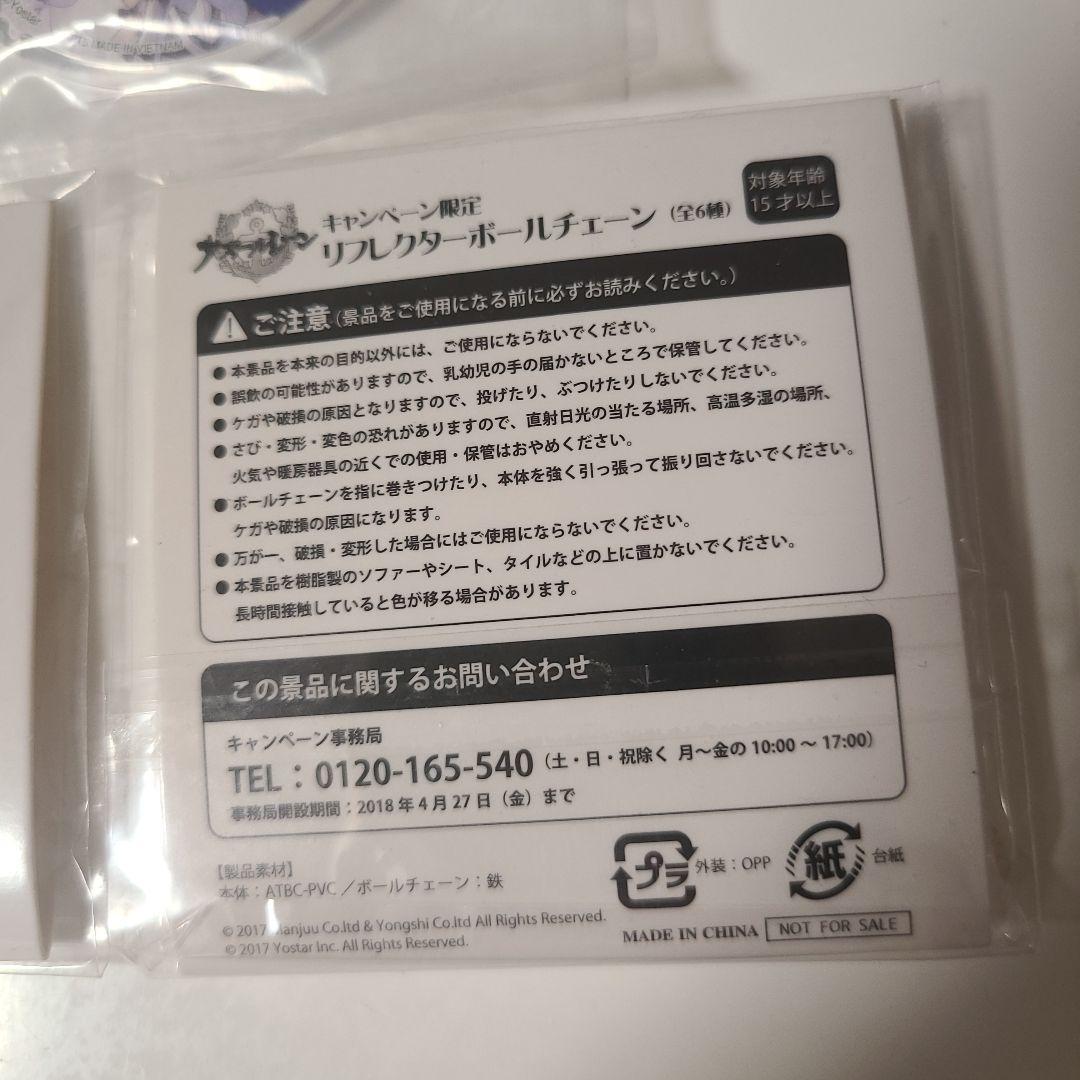 Yostar
MADE IN VIETNAM
アズールレーン
キャンペーン限定
リフレクターボールチェーン（全6種）
対象年齢
15才以上
ご注意（景品をご使用になる前に必ずお読みください。）
● 本景品を本来の目的以外には、ご使用にならないでください。
● 誤飲の可能性がありますので、乳幼児の手の届かないところで保管してください。
● ケガや破損の原因となりますので、投げたり、ぶつけたりしないでください。
● さび・変形・変色の恐れがありますので、直射日光の当たる場所、高温多湿の場所、
火気や暖房器具の近くでの使用・保管はおやめください。
● ボールチェーンを指に巻きつけたり、本体を強く引っ張って振り回さないでください。
ケガや破損の原因になります。
● 万が一、破損・変形した場合にはご使用にならないでください。
● 本景品を樹脂製のソファーやシート、タイルなどの上に置かないでください。
長時間接触していると色が移る場合があります。
この景品に関するお問い合わせ
キャンペーン事務局
TEL：0120-165-540（土・日・祝除く 月～金の 10:00 ～ 17:00）
事務局開設期間：2018年4月27日（金）まで
【製品素材】
本体：ATBC-PVC／ボールチェーン：鉄
プラ 外装：OPP
紙 台紙
© 2017 Manjuu Co.ltd & Yongshi Co.ltd All Rights Reserved.
© 2017 Yostar Inc. All Rights Reserved.
MADE IN CHINA
NOT FOR SALE